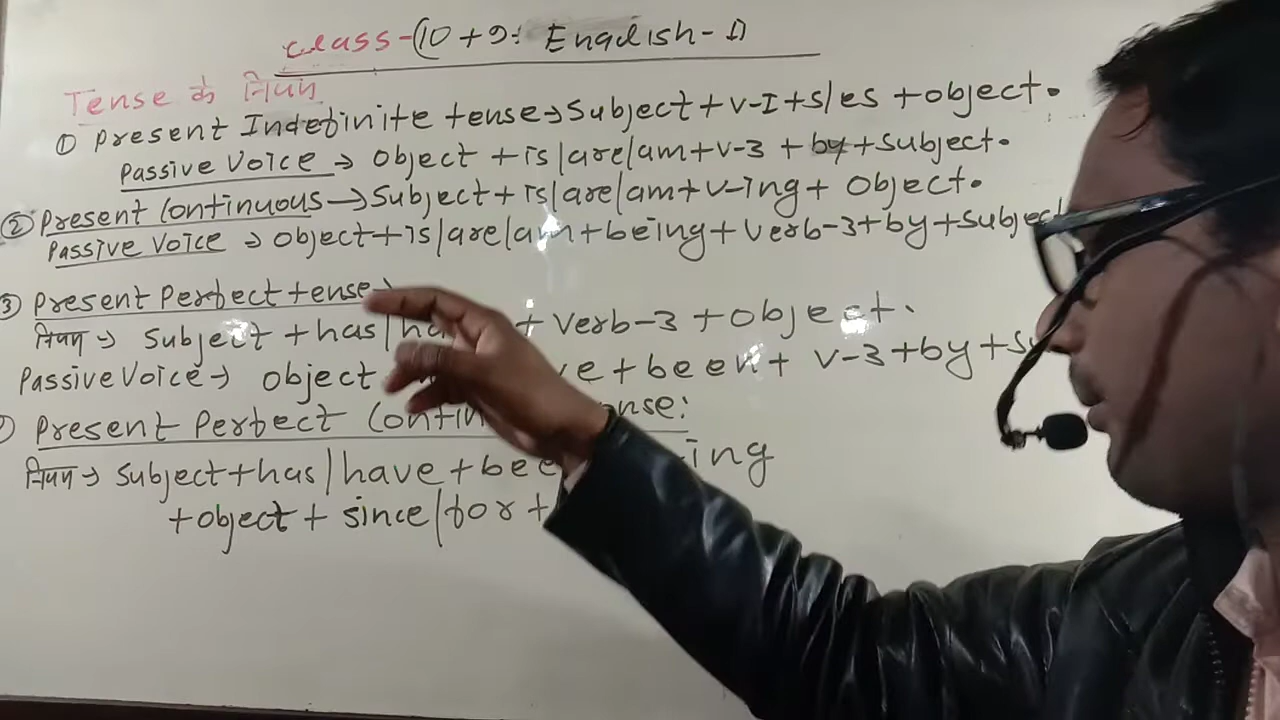 class-(10+9: English-D
Tense के नियम
① Present Indefinite tense→Subject+V-I+s/es +object.
Passive Voice → object +is/are/am+v-3 +by+subject.
② Present Continuous →Subject+is/are/am+v-ing+ Object.
Passive Voice → object+is/are/am+being+verb-3+by+subject
③ Present Perfect tense→
नियम → Subject +has/ + verb-3 +object.
Passive Voice→ object +been+ v-3+by+
Present Perfect
नियम → Subject+has/have + ing
+object+ since/for+